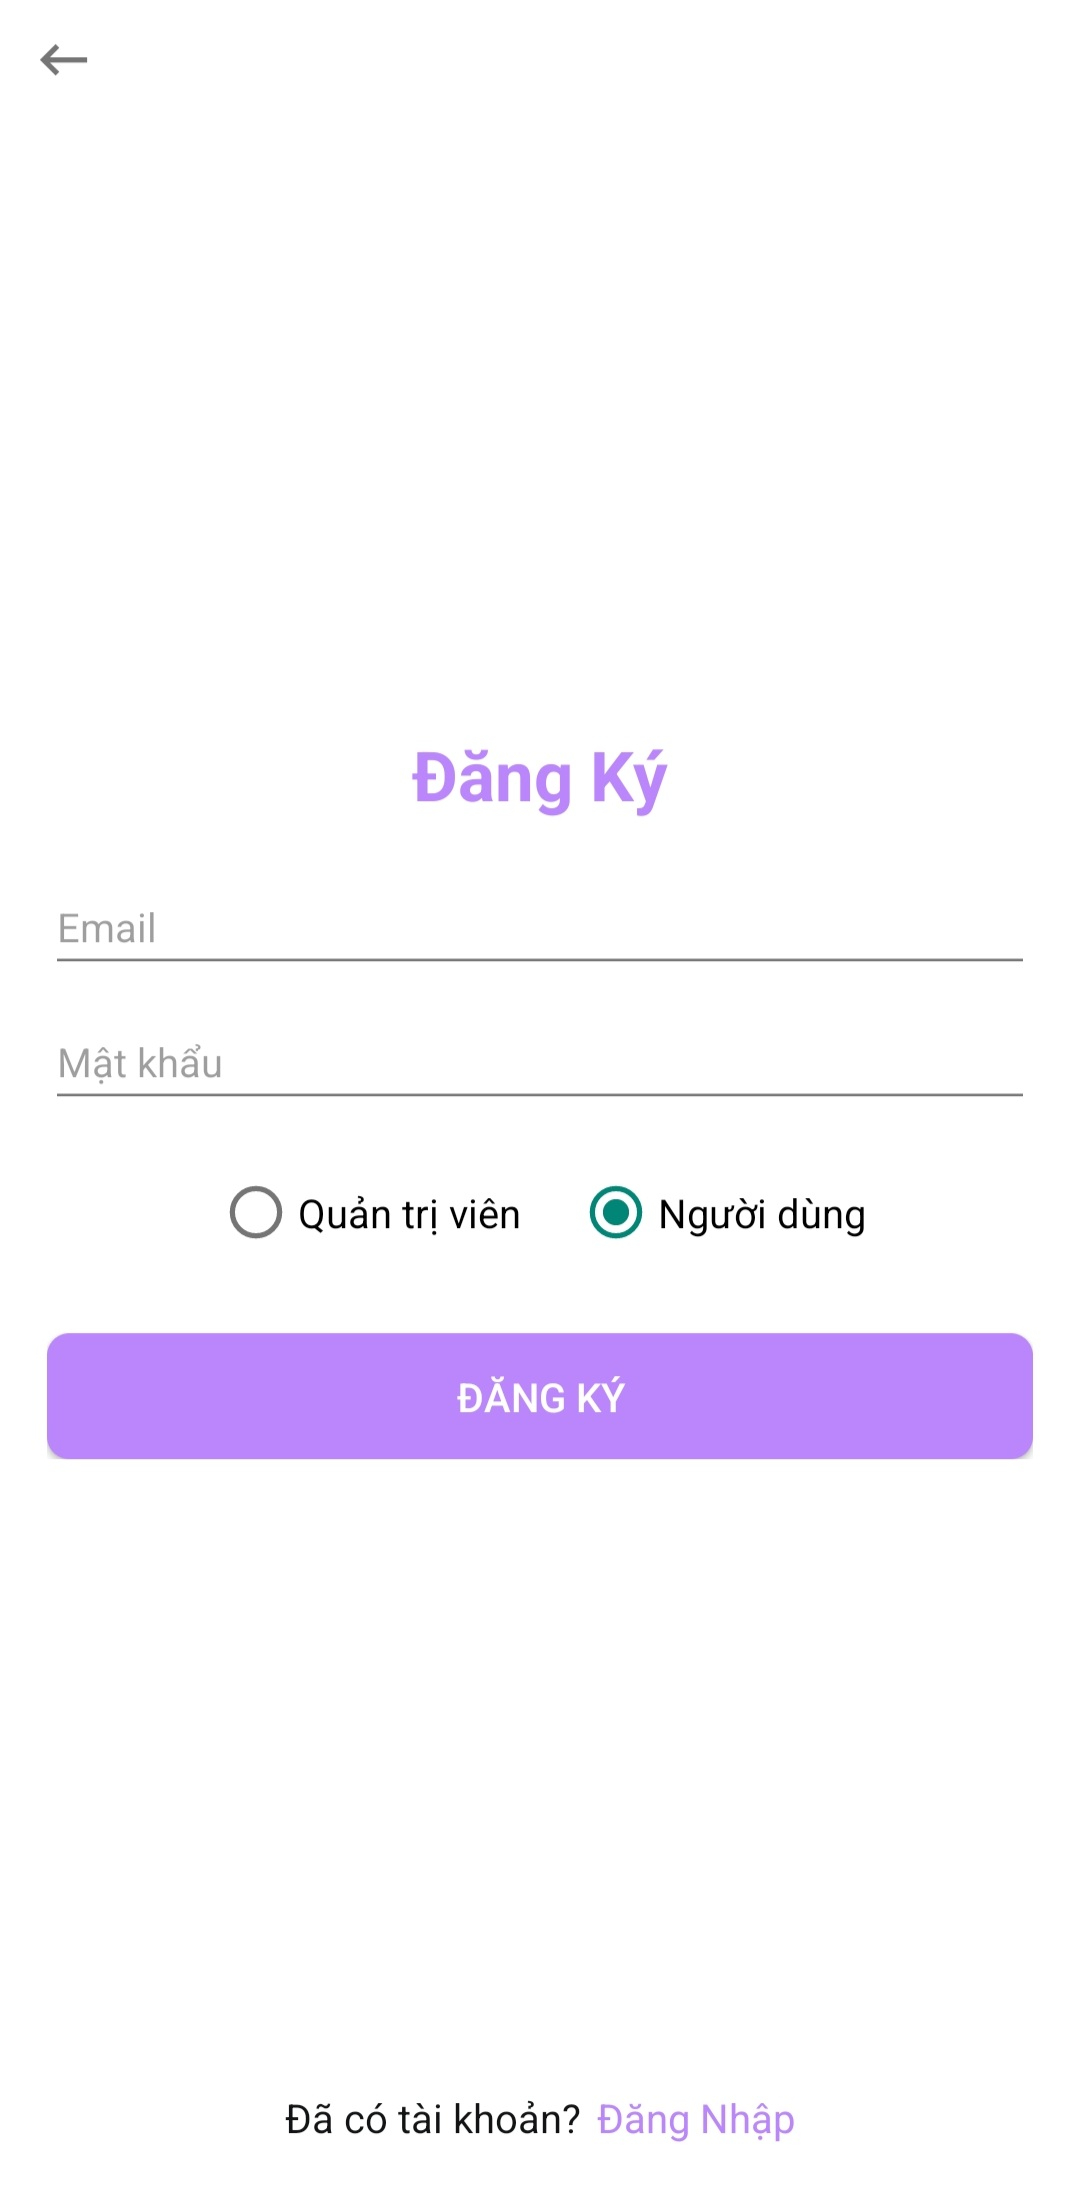 Đăng Ký
Email
Mật khẩu
Quản trị viên
Người dùng
ĐĂNG KÝ
Đã có tài khoản? Đăng Nhập